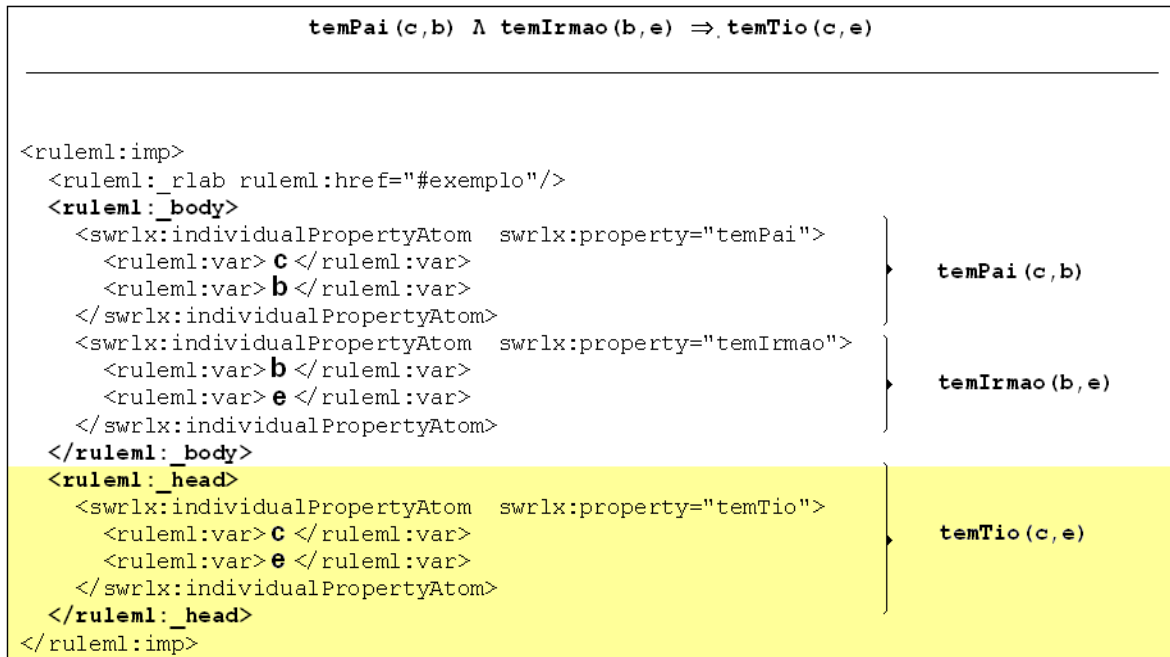 temPai(c,b) Λ temIrmao(b,e) ⇒ temTio(c,e)
<ruleml:imp>
<ruleml:_rlab ruleml:href="#exemplo"/>
<ruleml:_body>
<swrlx:individualPropertyAtom swrlx:property="temPai">
<ruleml:var> c </ruleml:var>
<ruleml:var> b </ruleml:var>
</swrlx:individualPropertyAtom>
temPai(c,b)
<swrlx:individualPropertyAtom swrlx:property="temIrmao">
<ruleml:var> b </ruleml:var>
<ruleml:var> e </ruleml:var>
</swrlx:individualPropertyAtom>
temIrmao(b,e)
</ruleml:_body>
<ruleml:_head>
<swrlx:individualPropertyAtom swrlx:property="temTio">
<ruleml:var> c </ruleml:var>
<ruleml:var> e </ruleml:var>
</swrlx:individualPropertyAtom>
temTio(c,e)
</ruleml:_head>
</ruleml:imp>